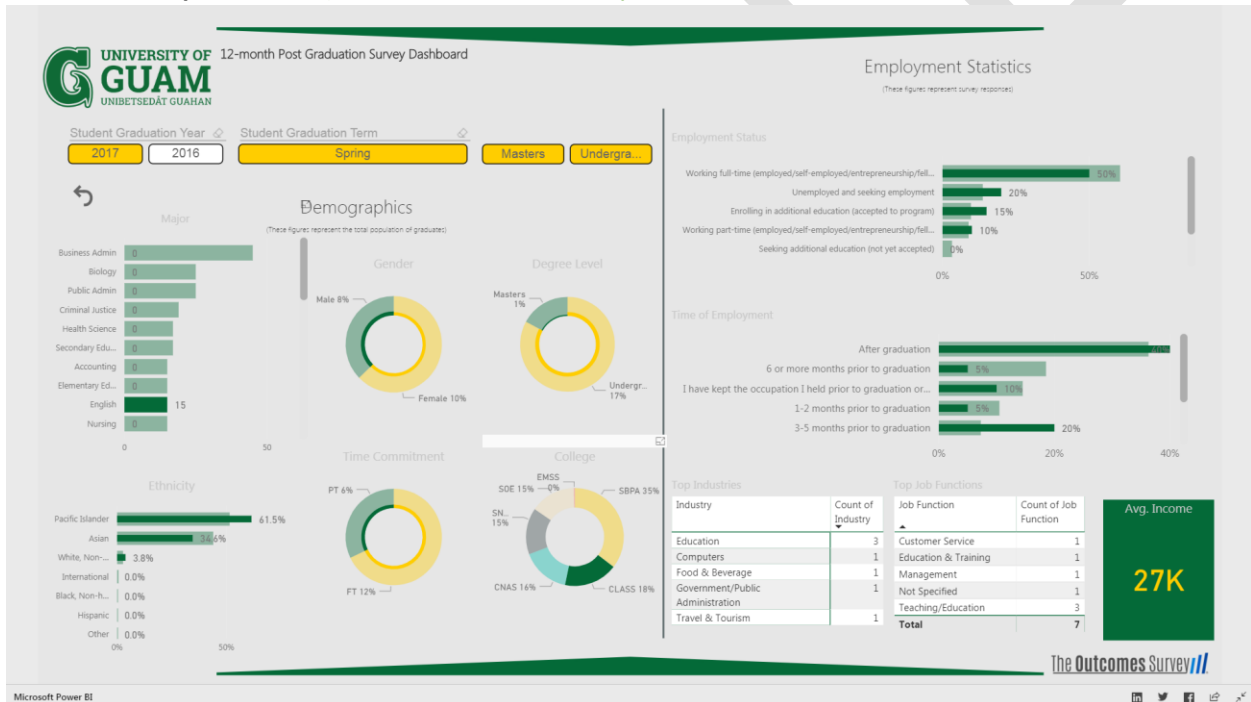 UNIVERSITY OF
GUAM
UNIBETSEDÅT GUAHAN
12-month Post Graduation Survey Dashboard
Student Graduation Year
2017
2016
Student Graduation Term
Spring
Masters
Undergra...
Major
Business Admin 0
Biology 0
Public Admin 0
Criminal Justice 0
Health Science 0
Secondary Edu... 0
Accounting 0
Elementary Ed... 0
English 15
Nursing 0
0 50
Demographics
(These figures represent the total population of graduates)
Gender
Male 8%
Female 10%
Degree Level
Masters
1%
Undergr...
17%
Ethnicity
Pacific Islander 61.5%
Asian 34.6%
White, Non-... 3.8%
International 0.0%
Black, Non-h... 0.0%
Hispanic 0.0%
Other 0.0%
0% 50%
Time Commitment
PT 6%
FT 12%
College
EMSS
0%
SOE 15%
SBPA 35%
SN...
15%
CNAS 16%
CLASS 18%
Employment Statistics
(These figures represent survey responses)
Employment Status
Working full-time (employed/self-employed/entrepreneurship/fell... 50%
Unemployed and seeking employment 20%
Enrolling in additional education (accepted to program) 15%
Working part-time (employed/self-employed/entrepreneurship/fell... 10%
Seeking additional education (not yet accepted) 0%
0% 50%
Time of Employment
After graduation 40%
6 or more months prior to graduation 5%
I have kept the occupation I held prior to graduation or... 10%
1-2 months prior to graduation 5%
3-5 months prior to graduation 20%
0% 20% 40%
Top Industries
Industry Count of Industry
Education 3
Computers 1
Food & Beverage 1
Government/Public Administration 1
Travel & Tourism 1
Top Job Functions
Job Function Count of Job Function
Customer Service 1
Education & Training 1
Management 1
Not Specified 1
Teaching/Education 3
Total 7
Avg. Income
27K
The Outcomes Survey
Microsoft Power BI